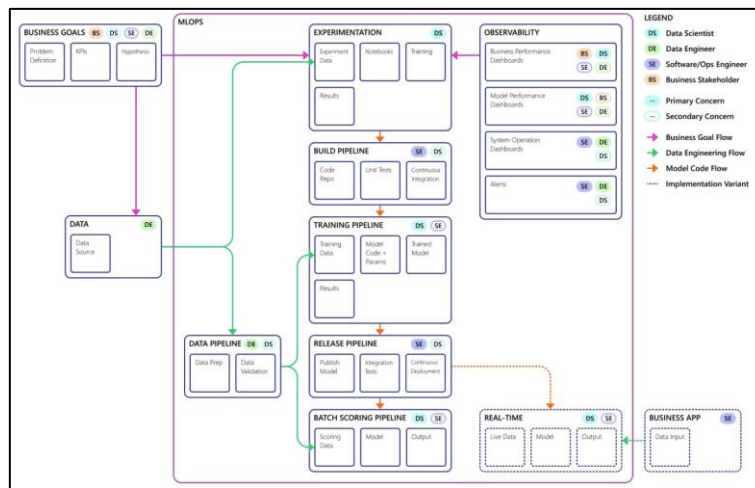 MLOPS
BUSINESS GOALS BS DS SE DE
Problem
Definition
KPIs
Hypothesis
EXPERIMENTATION DS
Experiment
Data
Notebooks
Training
Results
OBSERVABILITY
Business Performance
Dashboards
BS DS
SE DE
Model Performance
Dashboards
DS BS
SE DE
System Operation
Dashboards
SE DE
DS
Alerts
SE DE
DS
LEGEND
DS Data Scientist
DE Data Engineer
SE Software/Ops Engineer
BS Business Stakeholder
Primary Concern
Secondary Concern
Business Goal Flow
Data Engineering Flow
Model Code Flow
Implementation Variant
BUILD PIPELINE SE DS
Code
Repo
Unit Tests
Continuous
Integration
DATA DE
Data
Source
TRAINING PIPELINE DS SE
Training
Data
Model
Code +
Params
Trained
Model
Results
DATA PIPELINE DE DS
Data Prep
Data
Validation
RELEASE PIPELINE SE DS
Publish
Model
Integration
Tests
Continuous
Deployment
BATCH SCORING PIPELINE DS SE
Scoring
Data
Model
Output
REAL-TIME DS SE
Live Data
Model
Output
BUSINESS APP SE
Data Input